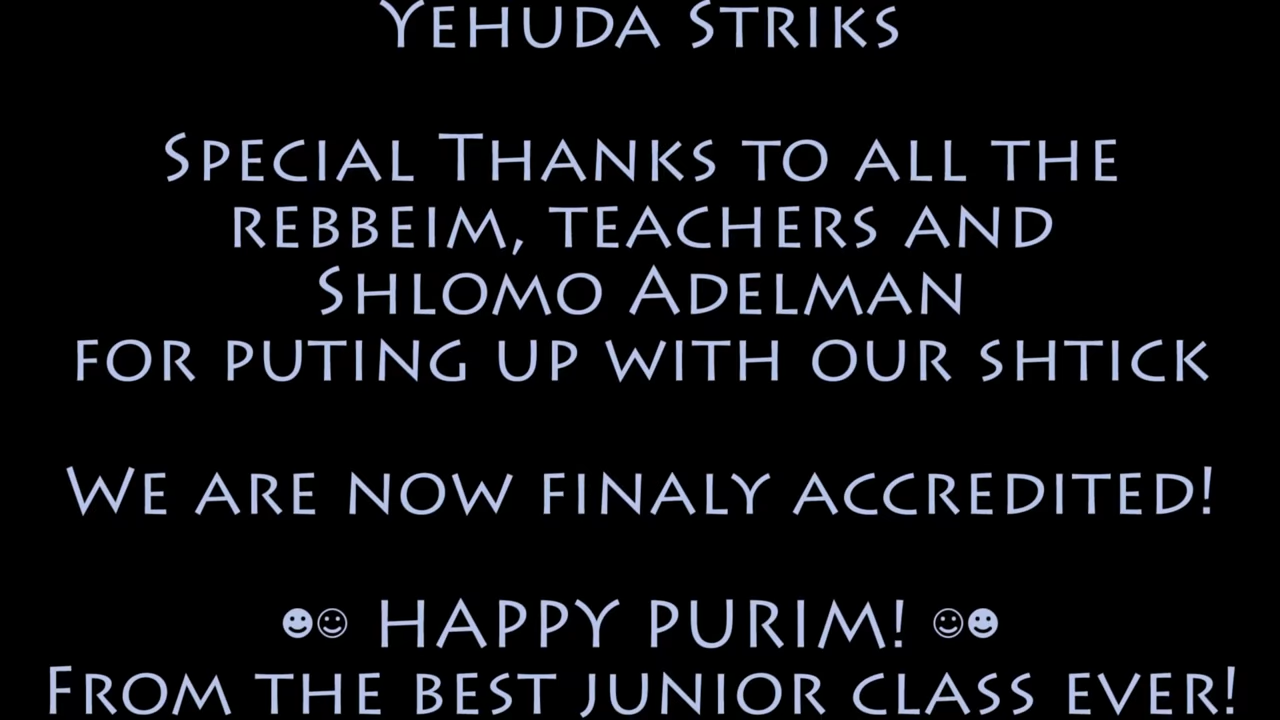 Yehuda Striks
Special Thanks to all the
rebbeim, teachers and
Shlomo Adelman
for puting up with our shtick
We are now finaly accredited!
☻☺ HAPPY PURIM! ☺☻
From the best junior class ever!